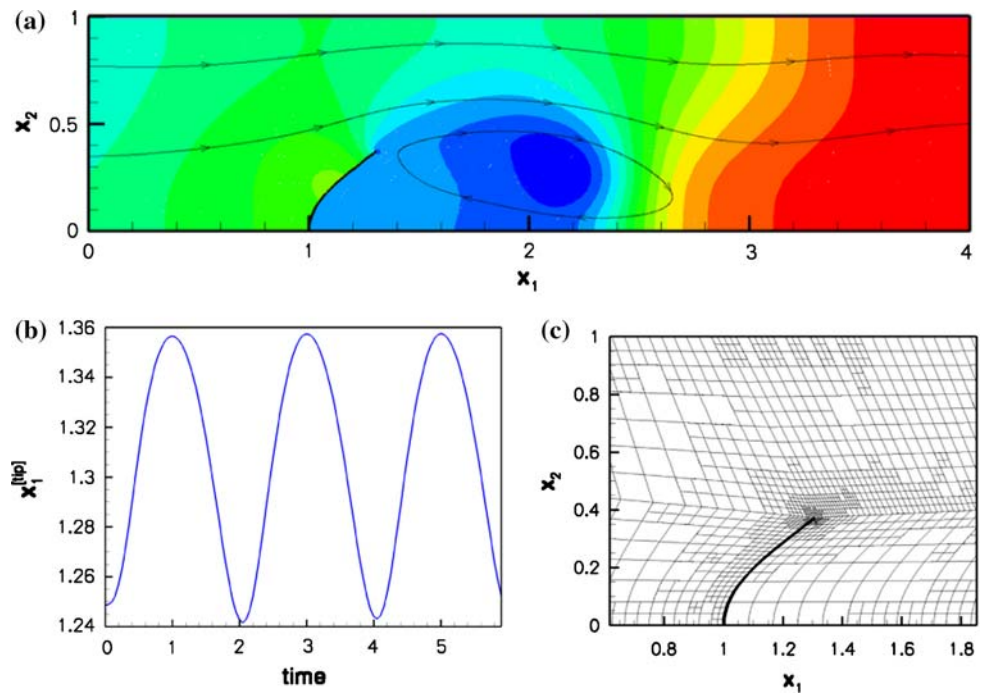 (a)
1
0.5
0
x₂
0 1 2 3 4
x₁
(b)
1.36
1.34
1.32
1.3
1.28
1.26
1.24
x₁[tip]
0 1 2 3 4 5
time
(c)
1
0.8
0.6
0.4
0.2
0
x₂
0.8 1 1.2 1.4 1.6 1.8
x₁